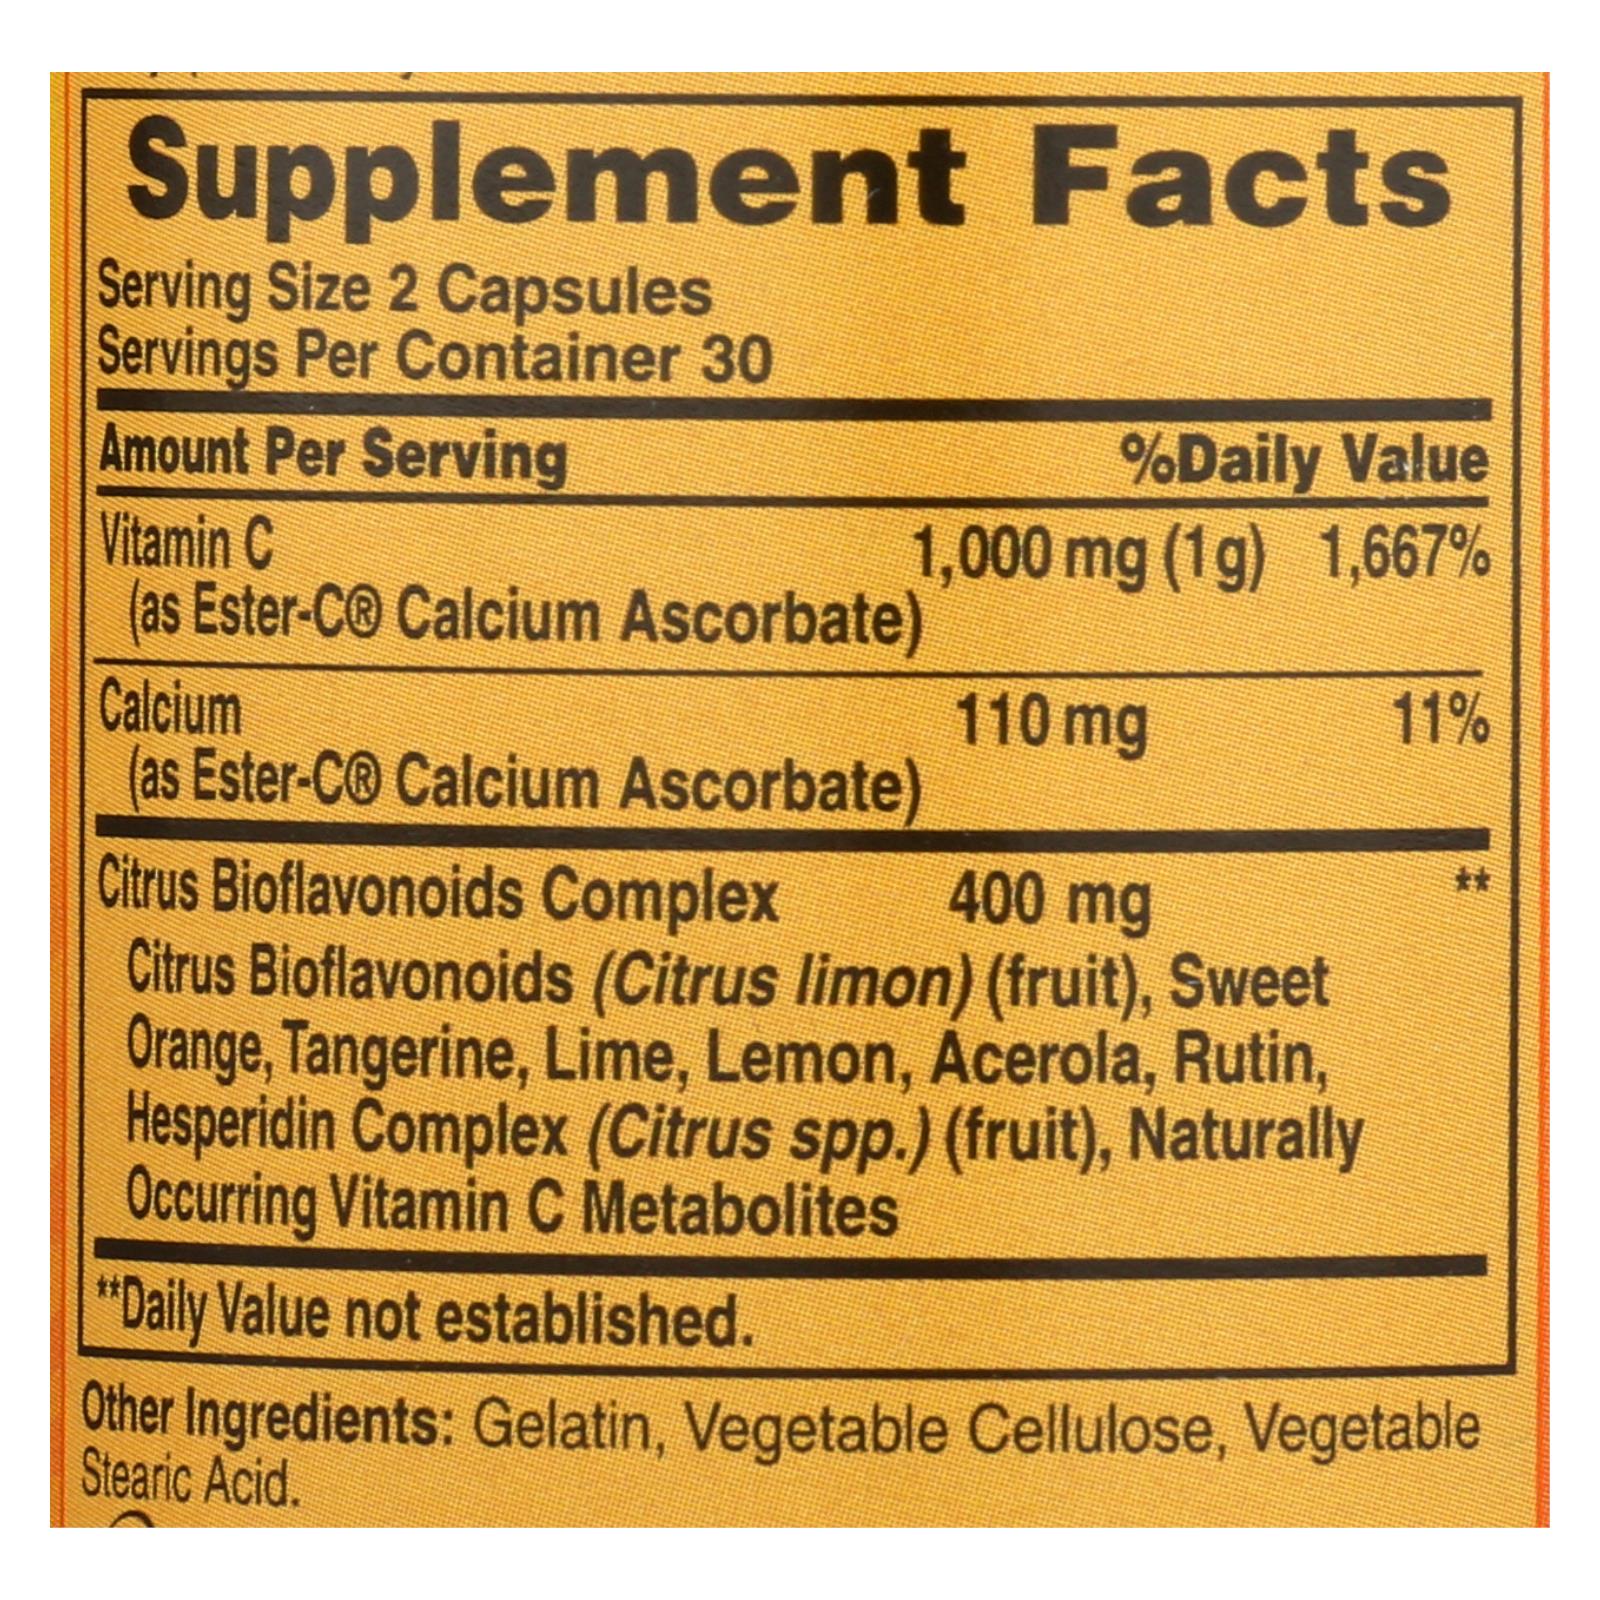 Supplement Facts
Serving Size 2 Capsules
Servings Per Container 30
Amount Per Serving %Daily Value
Vitamin C 1,000 mg (1g) 1,667%
(as Ester-C® Calcium Ascorbate)
Calcium 110 mg 11%
(as Ester-C® Calcium Ascorbate)
Citrus Bioflavonoids Complex 400 mg **
Citrus Bioflavonoids (Citrus limon) (fruit), Sweet
Orange, Tangerine, Lime, Lemon, Acerola, Rutin,
Hesperidin Complex (Citrus spp.) (fruit), Naturally
Occurring Vitamin C Metabolites
**Daily Value not established.
Other Ingredients: Gelatin, Vegetable Cellulose, Vegetable
Stearic Acid.